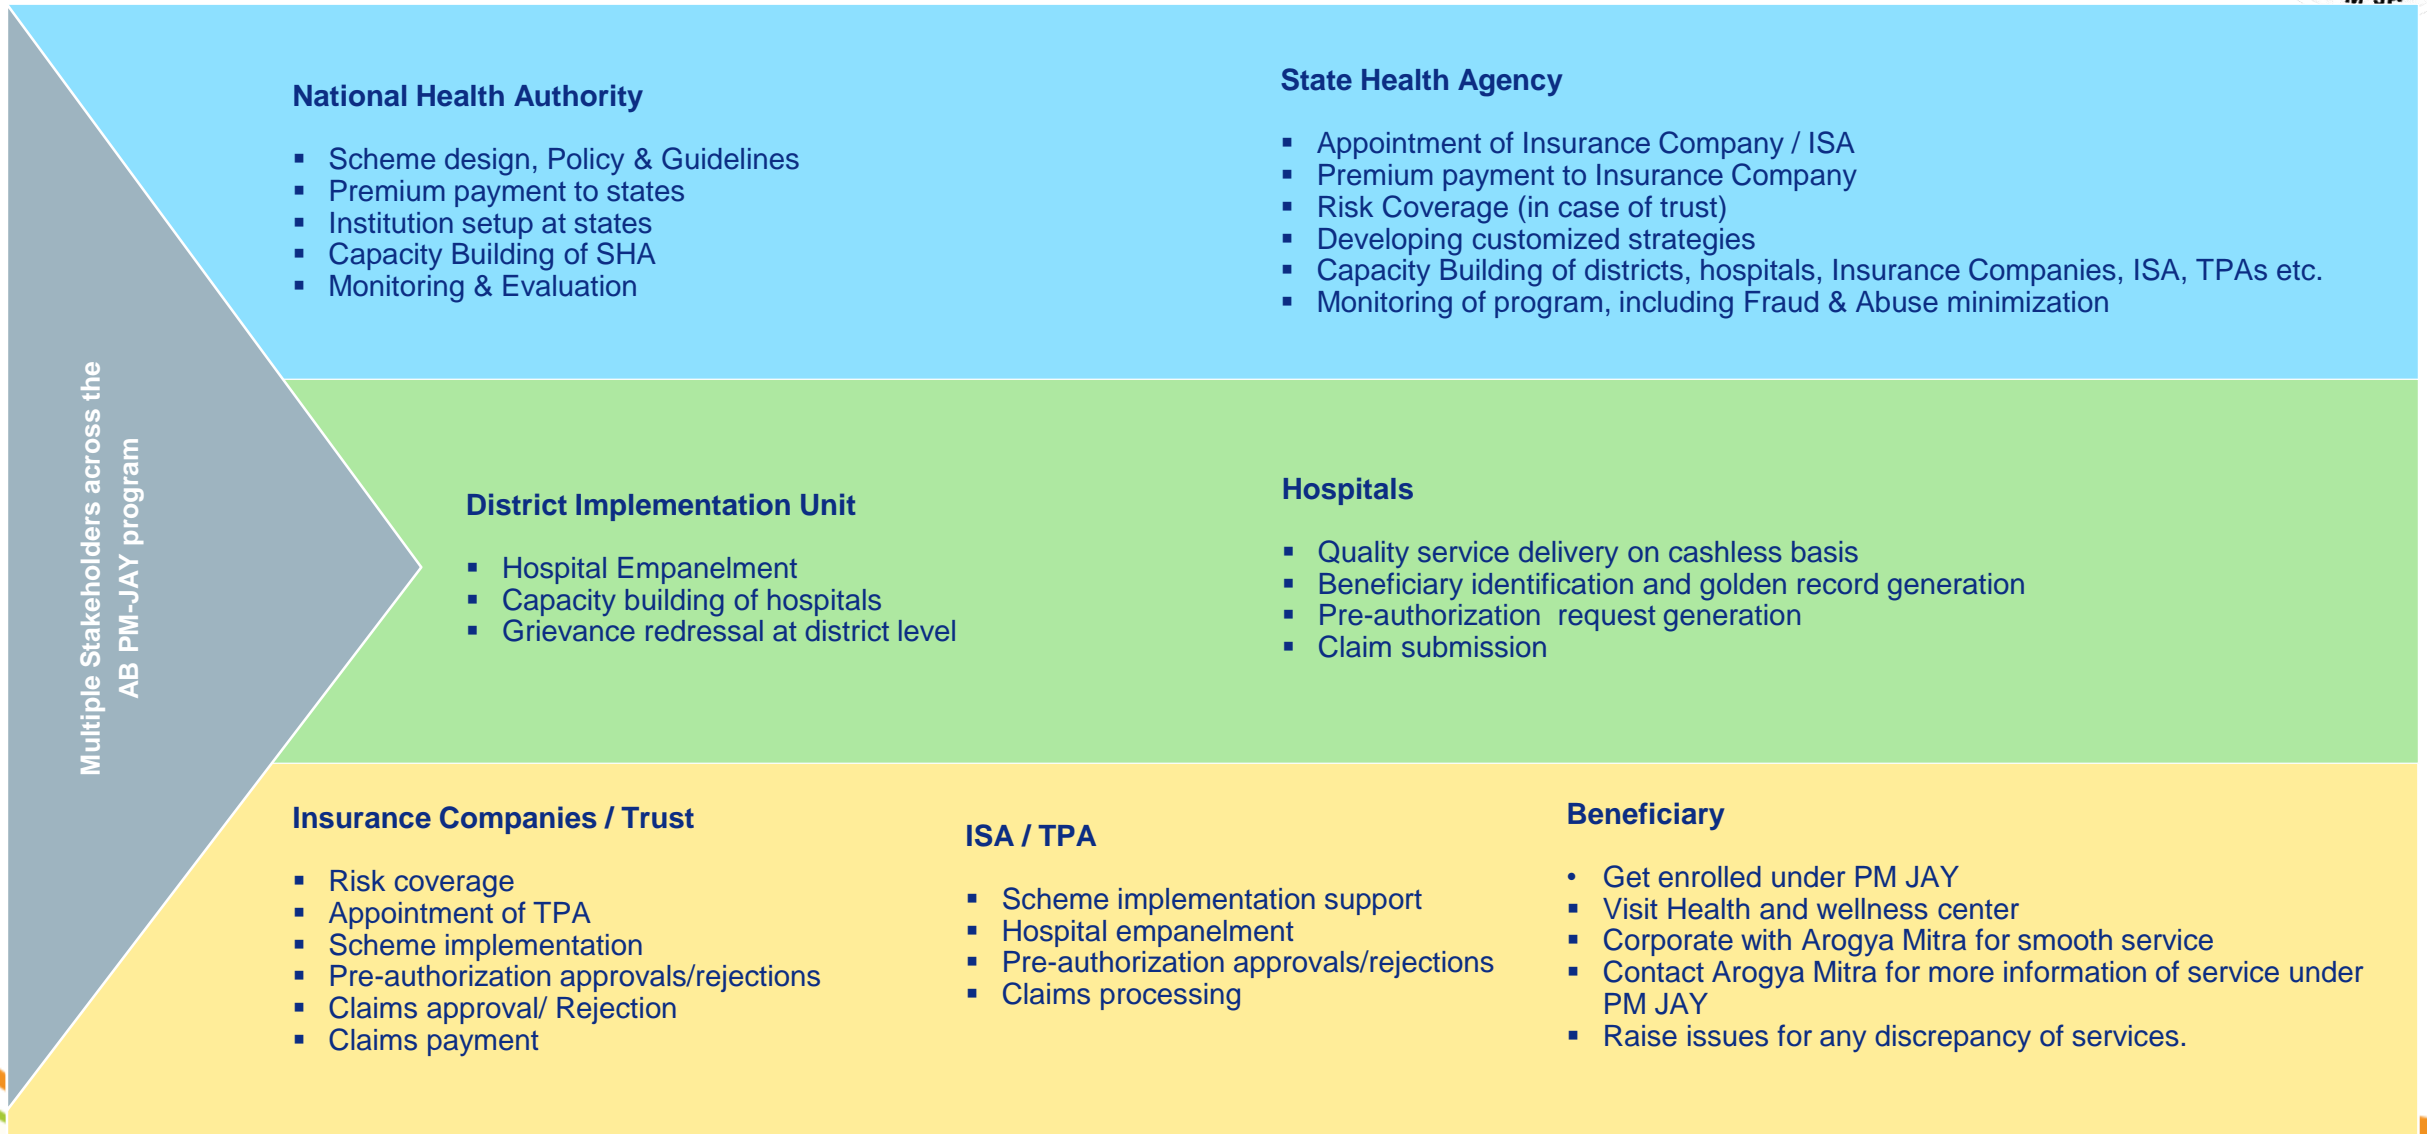 Multiple Stakeholders across the
AB PM-JAY program
National Health Authority
▪ Scheme design, Policy & Guidelines
▪ Premium payment to states
▪ Institution setup at states
▪ Capacity Building of SHA
▪ Monitoring & Evaluation
State Health Agency
▪ Appointment of Insurance Company / ISA
▪ Premium payment to Insurance Company
▪ Risk Coverage (in case of trust)
▪ Developing customized strategies
▪ Capacity Building of districts, hospitals, Insurance Companies, ISA, TPAs etc.
▪ Monitoring of program, including Fraud & Abuse minimization
District Implementation Unit
▪ Hospital Empanelment
▪ Capacity building of hospitals
▪ Grievance redressal at district level
Hospitals
▪ Quality service delivery on cashless basis
▪ Beneficiary identification and golden record generation
▪ Pre-authorization  request generation
▪ Claim submission
Insurance Companies / Trust
▪ Risk coverage
▪ Appointment of TPA
▪ Scheme implementation
▪ Pre-authorization approvals/rejections
▪ Claims approval/ Rejection
▪ Claims payment
ISA / TPA
▪ Scheme implementation support
▪ Hospital empanelment
▪ Pre-authorization approvals/rejections
▪ Claims processing
Beneficiary
• Get enrolled under PM JAY
▪ Visit Health and wellness center
▪ Corporate with Arogya Mitra for smooth service
▪ Contact Arogya Mitra for more information of service under
PM JAY
▪ Raise issues for any discrepancy of services.